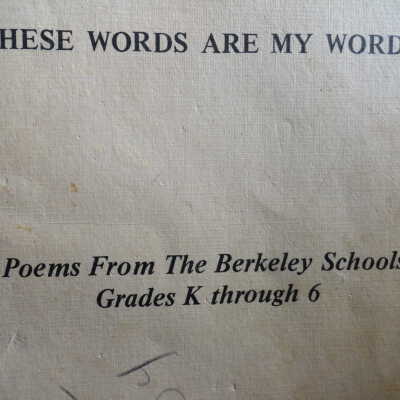 HESE WORDS ARE MY WORD
Poems From The Berkeley Schools
Grades K through 6